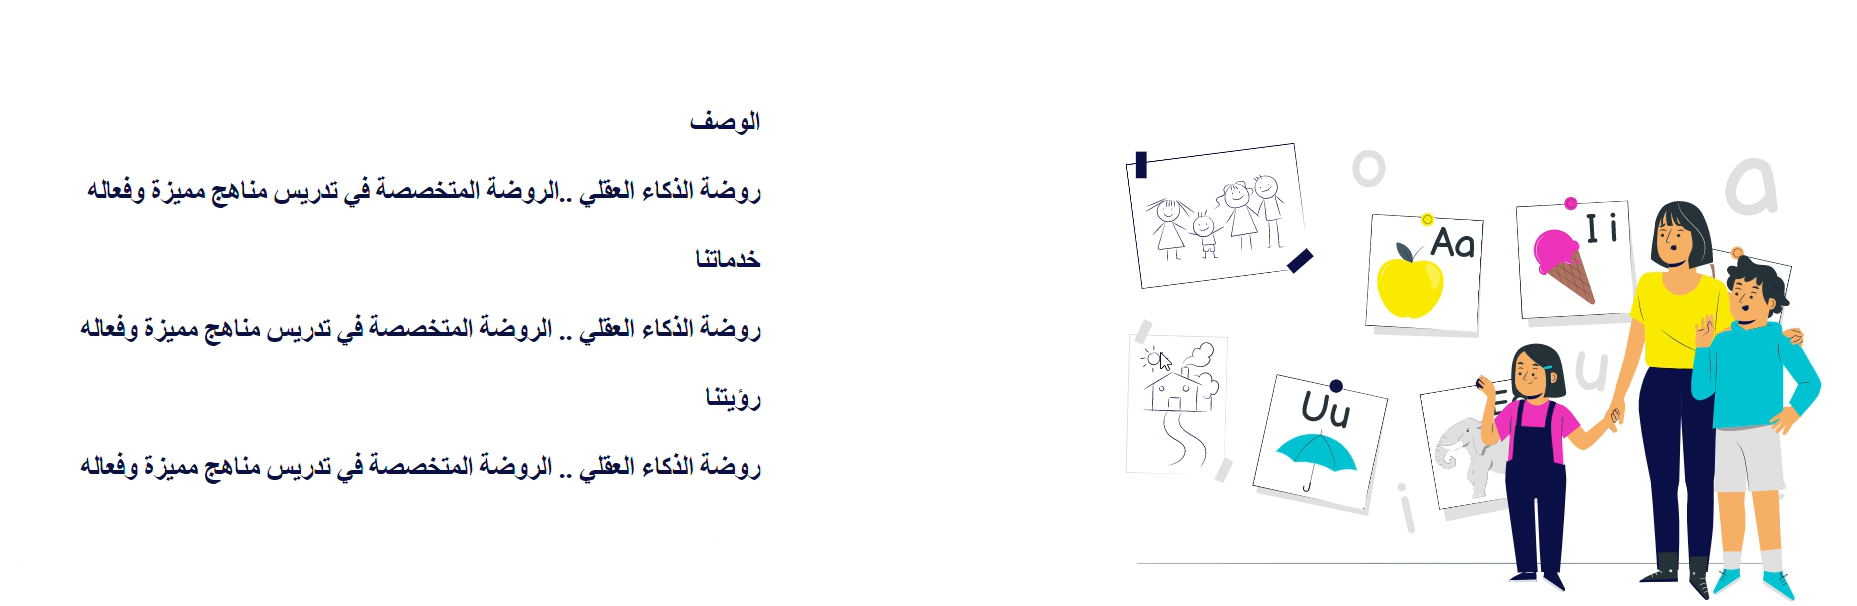 الوصف
روضة الذكاء العقلي ..الروضة المتخصصة في تدريس مناهج مميزة وفعاله
خدماتنا
روضة الذكاء العقلي .. الروضة المتخصصة في تدريس مناهج مميزة وفعاله
رؤيتنا
روضة الذكاء العقلي .. الروضة المتخصصة في تدريس مناهج مميزة وفعاله
o
a
Aa
I i
u
Uu
i